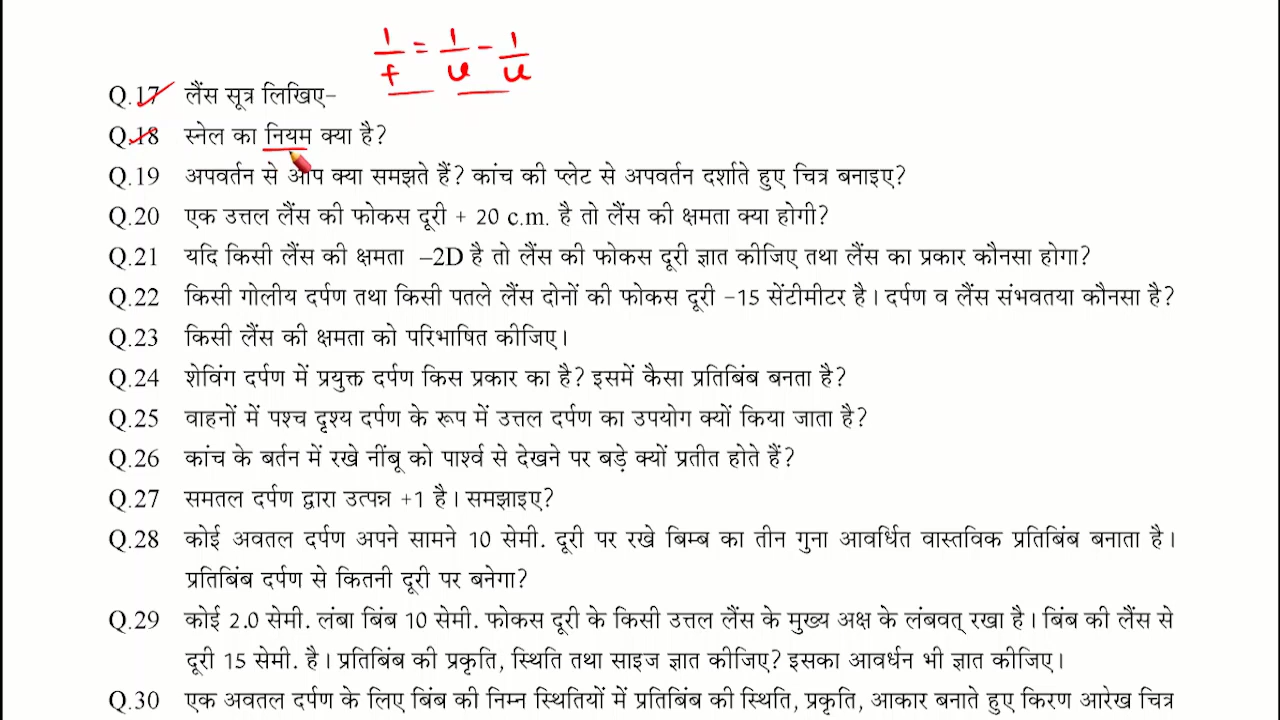 1/f = 1/u - 1/u
Q.17 लैंस सूत्र लिखिए-
Q.18 स्नेल का नियम क्या है?
Q.19 अपवर्तन से आप क्या समझते हैं? कांच की प्लेट से अपवर्तन दर्शाते हुए चित्र बनाइए?
Q.20 एक उत्तल लैंस की फोकस दूरी + 20 c.m. है तो लैंस की क्षमता क्या होगी?
Q.21 यदि किसी लैंस की क्षमता –2D है तो लैंस की फोकस दूरी ज्ञात कीजिए तथा लैंस का प्रकार कौनसा होगा?
Q.22 किसी गोलीय दर्पण तथा किसी पतले लैंस दोनों की फोकस दूरी -15 सेंटीमीटर है। दर्पण व लैंस संभवतया कौनसा है?
Q.23 किसी लैंस की क्षमता को परिभाषित कीजिए।
Q.24 शेविंग दर्पण में प्रयुक्त दर्पण किस प्रकार का है? इसमें कैसा प्रतिबिंब बनता है?
Q.25 वाहनों में पश्च दृश्य दर्पण के रूप में उत्तल दर्पण का उपयोग क्यों किया जाता है?
Q.26 कांच के बर्तन में रखे नींबू को पार्श्व से देखने पर बड़े क्यों प्रतीत होते हैं?
Q.27 समतल दर्पण द्वारा उत्पन्न +1 है। समझाइए?
Q.28 कोई अवतल दर्पण अपने सामने 10 सेमी. दूरी पर रखे बिम्ब का तीन गुना आवर्धित वास्तविक प्रतिबिंब बनाता है।
प्रतिबिंब दर्पण से कितनी दूरी पर बनेगा?
Q.29 कोई 2.0 सेमी. लंबा बिंब 10 सेमी. फोकस दूरी के किसी उत्तल लैंस के मुख्य अक्ष के लंबवत् रखा है। बिंब की लैंस से
दूरी 15 सेमी. है। प्रतिबिंब की प्रकृति, स्थिति तथा साइज ज्ञात कीजिए? इसका आवर्धन भी ज्ञात कीजिए।
Q.30 एक अवतल दर्पण के लिए बिंब की निम्न स्थितियों में प्रतिबिंब की स्थिति, प्रकृति, आकार बनाते हुए किरण आरेख चित्र